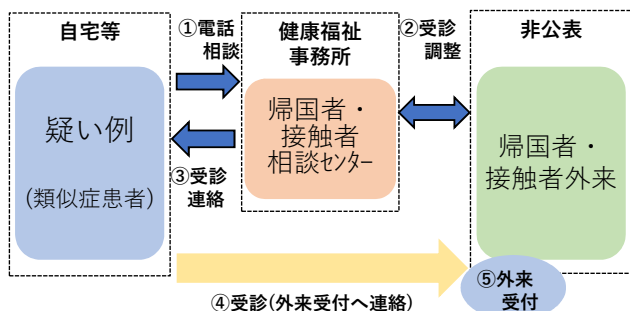 自宅等
①電話
相談
健康福祉
事務所
②受診
調整
非公表
疑い例
(類似症患者)
帰国者・
接触者
相談ｾﾝﾀｰ
帰国者・
接触者外来
③受診
連絡
④受診(外来受付へ連絡)
⑤外来
受付